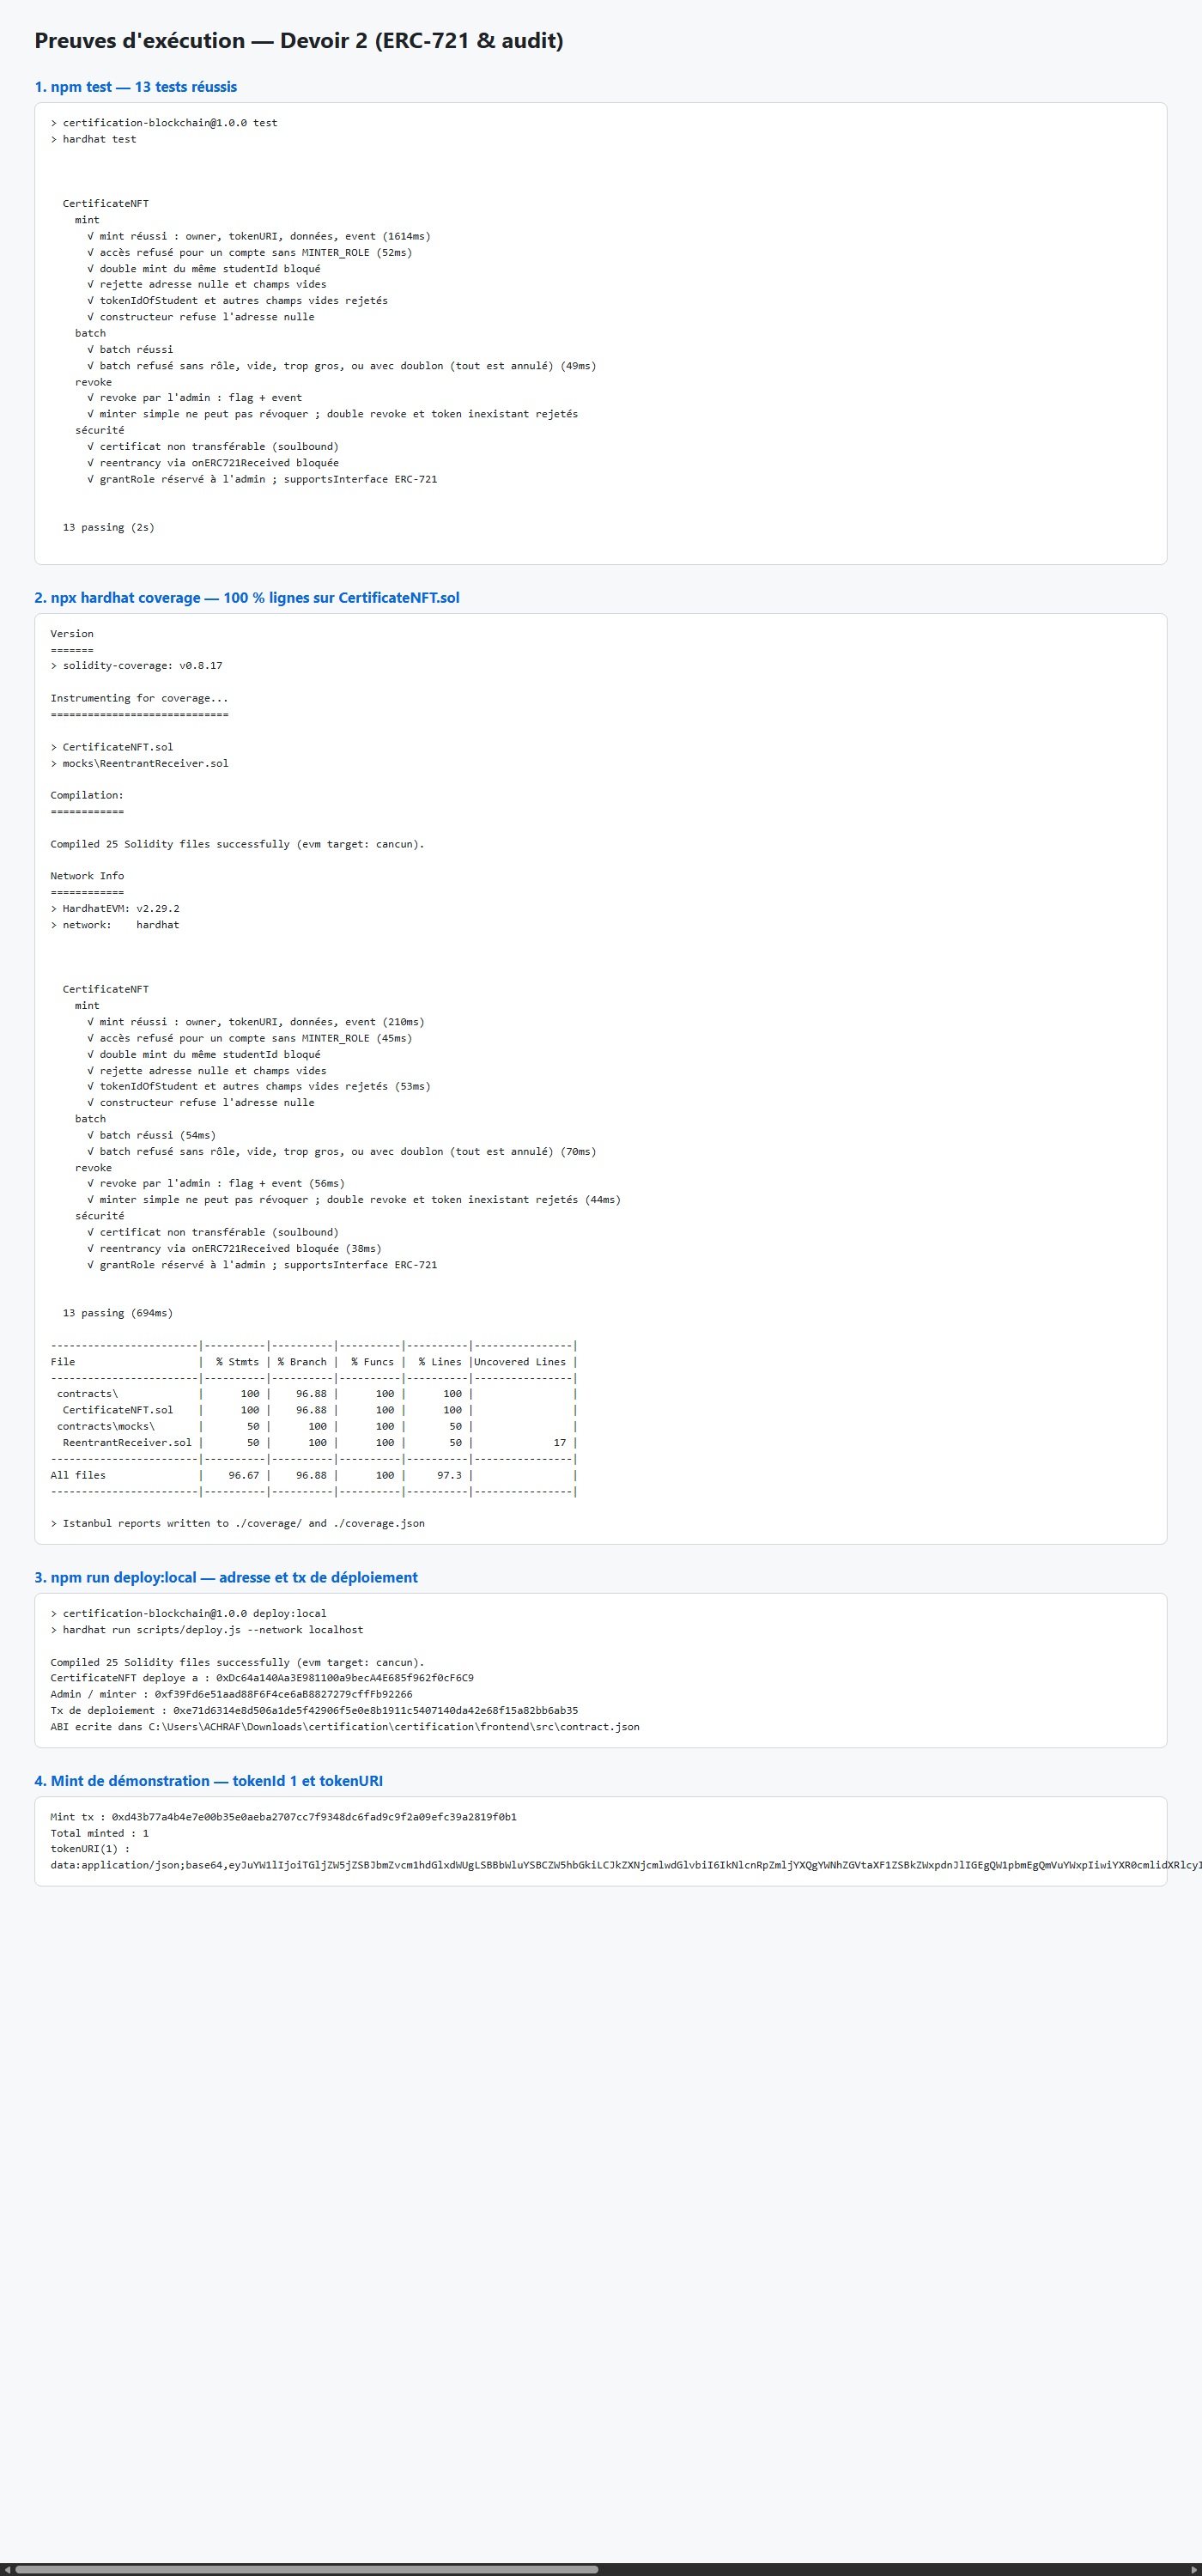 Preuves d'exécution — Devoir 2 (ERC-721 & audit)
1. npm test — 13 tests réussis
> certification-blockchain@1.0.0 test
> hardhat test
CertificateNFT
mint
√ mint réussi : owner, tokenURI, données, event (1614ms)
√ accès refusé pour un compte sans MINTER_ROLE (52ms)
√ double mint du même studentId bloqué
√ rejette adresse nulle et champs vides
√ tokenIdOfStudent et autres champs vides rejetés
√ constructeur refuse l'adresse nulle
batch
√ batch réussi
√ batch refusé sans rôle, vide, trop gros, ou avec doublon (tout est annulé) (49ms)
revoke
√ revoke par l'admin : flag + event
√ minter simple ne peut pas révoquer ; double revoke et token inexistant rejetés
sécurité
√ certificat non transférable (soulbound)
√ reentrancy via onERC721Received bloquée
√ grantRole réservé à l'admin ; supportsInterface ERC-721
13 passing (2s)
2. npx hardhat coverage — 100 % lignes sur CertificateNFT.sol
Version
=======
> solidity-coverage: v0.8.17
Instrumenting for coverage...
=============================
> CertificateNFT.sol
> mocks\ReentrantReceiver.sol
Compilation:
============
Compiled 25 Solidity files successfully (evm target: cancun).
Network Info
============
> HardhatEVM: v2.29.2
> network:    hardhat
CertificateNFT
mint
√ mint réussi : owner, tokenURI, données, event (210ms)
√ accès refusé pour un compte sans MINTER_ROLE (45ms)
√ double mint du même studentId bloqué
√ rejette adresse nulle et champs vides
√ tokenIdOfStudent et autres champs vides rejetés (53ms)
√ constructeur refuse l'adresse nulle
batch
√ batch réussi (54ms)
√ batch refusé sans rôle, vide, trop gros, ou avec doublon (tout est annulé) (70ms)
revoke
√ revoke par l'admin : flag + event (56ms)
√ minter simple ne peut pas révoquer ; double revoke et token inexistant rejetés (44ms)
sécurité
√ certificat non transférable (soulbound)
√ reentrancy via onERC721Received bloquée (38ms)
√ grantRole réservé à l'admin ; supportsInterface ERC-721
13 passing (694ms)
------------------------|----------|----------|----------|----------|----------------|
File                    |  % Stmts | % Branch |  % Funcs |  % Lines |Uncovered Lines |
------------------------|----------|----------|----------|----------|----------------|
contracts\             |      100 |    96.88 |      100 |      100 |                |
CertificateNFT.sol    |      100 |    96.88 |      100 |      100 |                |
contracts\mocks\       |       50 |      100 |      100 |       50 |                |
ReentrantReceiver.sol |       50 |      100 |      100 |       50 |             17 |
------------------------|----------|----------|----------|----------|----------------|
All files               |    96.67 |    96.88 |      100 |     97.3 |                |
------------------------|----------|----------|----------|----------|----------------|
> Istanbul reports written to ./coverage/ and ./coverage.json
3. npm run deploy:local — adresse et tx de déploiement
> certification-blockchain@1.0.0 deploy:local
> hardhat run scripts/deploy.js --network localhost
Compiled 25 Solidity files successfully (evm target: cancun).
CertificateNFT deploye a : 0xDc64a140Aa3E981100a9becA4E685f962f0cF6C9
Admin / minter : 0xf39Fd6e51aad88F6F4ce6aB8827279cffFb92266
Tx de deploiement : 0xe71d6314e8d506a1de5f42906f5e0e8b1911c5407140da42e68f15a82bb6ab35
ABI ecrite dans C:\Users\ACHRAF\Downloads\certification\certification\frontend\src\contract.json
4. Mint de démonstration — tokenId 1 et tokenURI
Mint tx : 0xd43b77a4b4e7e00b35e0aeba2707cc7f9348dc6fad9c9f2a09efc39a2819f0b1
Total minted : 1
tokenURI(1) :
data:application/json;base64,eyJuYW1lIjoiTGljZW5jZSBJbmZvcm1hdGlxdWUgLSBBbWluYSBCZW5hbGkiLCJkZXNjcmlwdGlvbiI6IkNlcnRpZmljYXQgYWNhZGVtaXF1ZSBkZWxpdnJlIGEgQW1pbmEgQmVuYWxpIiwiYXR0cmlidXRlcyI